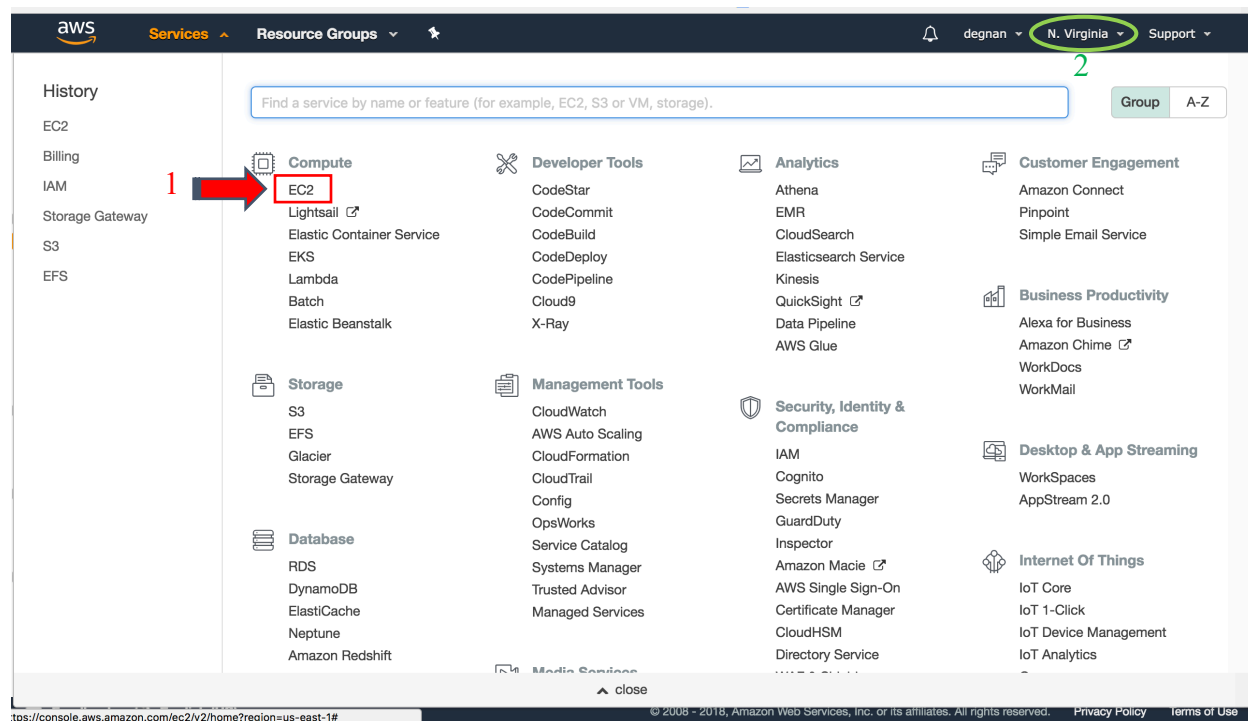 aws
Services
Resource Groups
degnan
N. Virginia
Support
2
History
EC2
Billing
IAM
Storage Gateway
S3
EFS
Find a service by name or feature (for example, EC2, S3 or VM, storage).
Group
A-Z
1
Compute
EC2
Lightsail
Elastic Container Service
EKS
Lambda
Batch
Elastic Beanstalk
Storage
S3
EFS
Glacier
Storage Gateway
Database
RDS
DynamoDB
ElastiCache
Neptune
Amazon Redshift
Developer Tools
CodeStar
CodeCommit
CodeBuild
CodeDeploy
CodePipeline
Cloud9
X-Ray
Management Tools
CloudWatch
AWS Auto Scaling
CloudFormation
CloudTrail
Config
OpsWorks
Service Catalog
Systems Manager
Trusted Advisor
Managed Services
Media Services
Analytics
Athena
EMR
CloudSearch
Elasticsearch Service
Kinesis
QuickSight
Data Pipeline
AWS Glue
Security, Identity &
Compliance
IAM
Cognito
Secrets Manager
GuardDuty
Inspector
Amazon Macie
AWS Single Sign-On
Certificate Manager
CloudHSM
Directory Service
Customer Engagement
Amazon Connect
Pinpoint
Simple Email Service
Business Productivity
Alexa for Business
Amazon Chime
WorkDocs
WorkMail
Desktop & App Streaming
WorkSpaces
AppStream 2.0
Internet Of Things
IoT Core
IoT 1-Click
IoT Device Management
IoT Analytics
close
ttps://console.aws.amazon.com/ec2/v2/home?region=us-east-1#
© 2008 - 2018, Amazon Web Services, Inc. or its affiliates. All rights reserved.
Privacy Policy
Terms of Use